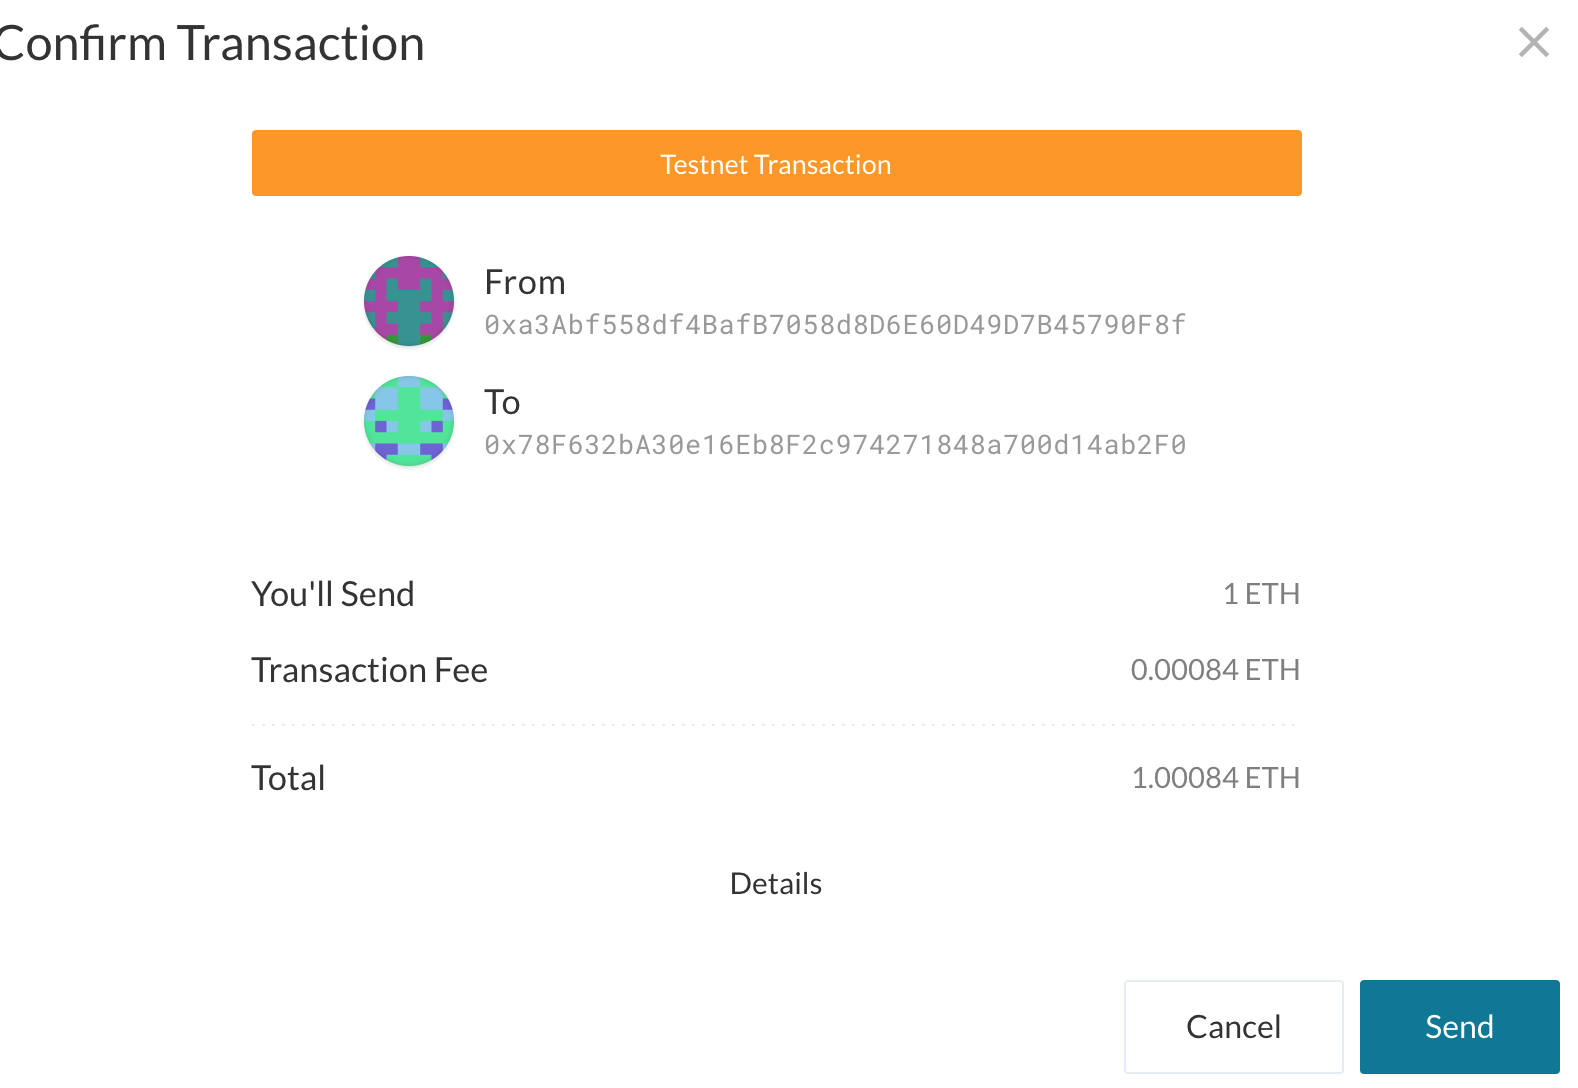 Confirm Transaction
Testnet Transaction
From
0xa3Abf558df4BafB7058d8D6E60D49D7B45790F8f
To
0x78F632bA30e16Eb8F2c974271848a700d14ab2F0
You'll Send 1 ETH
Transaction Fee 0.00084 ETH
Total 1.00084 ETH
Details
Cancel Send